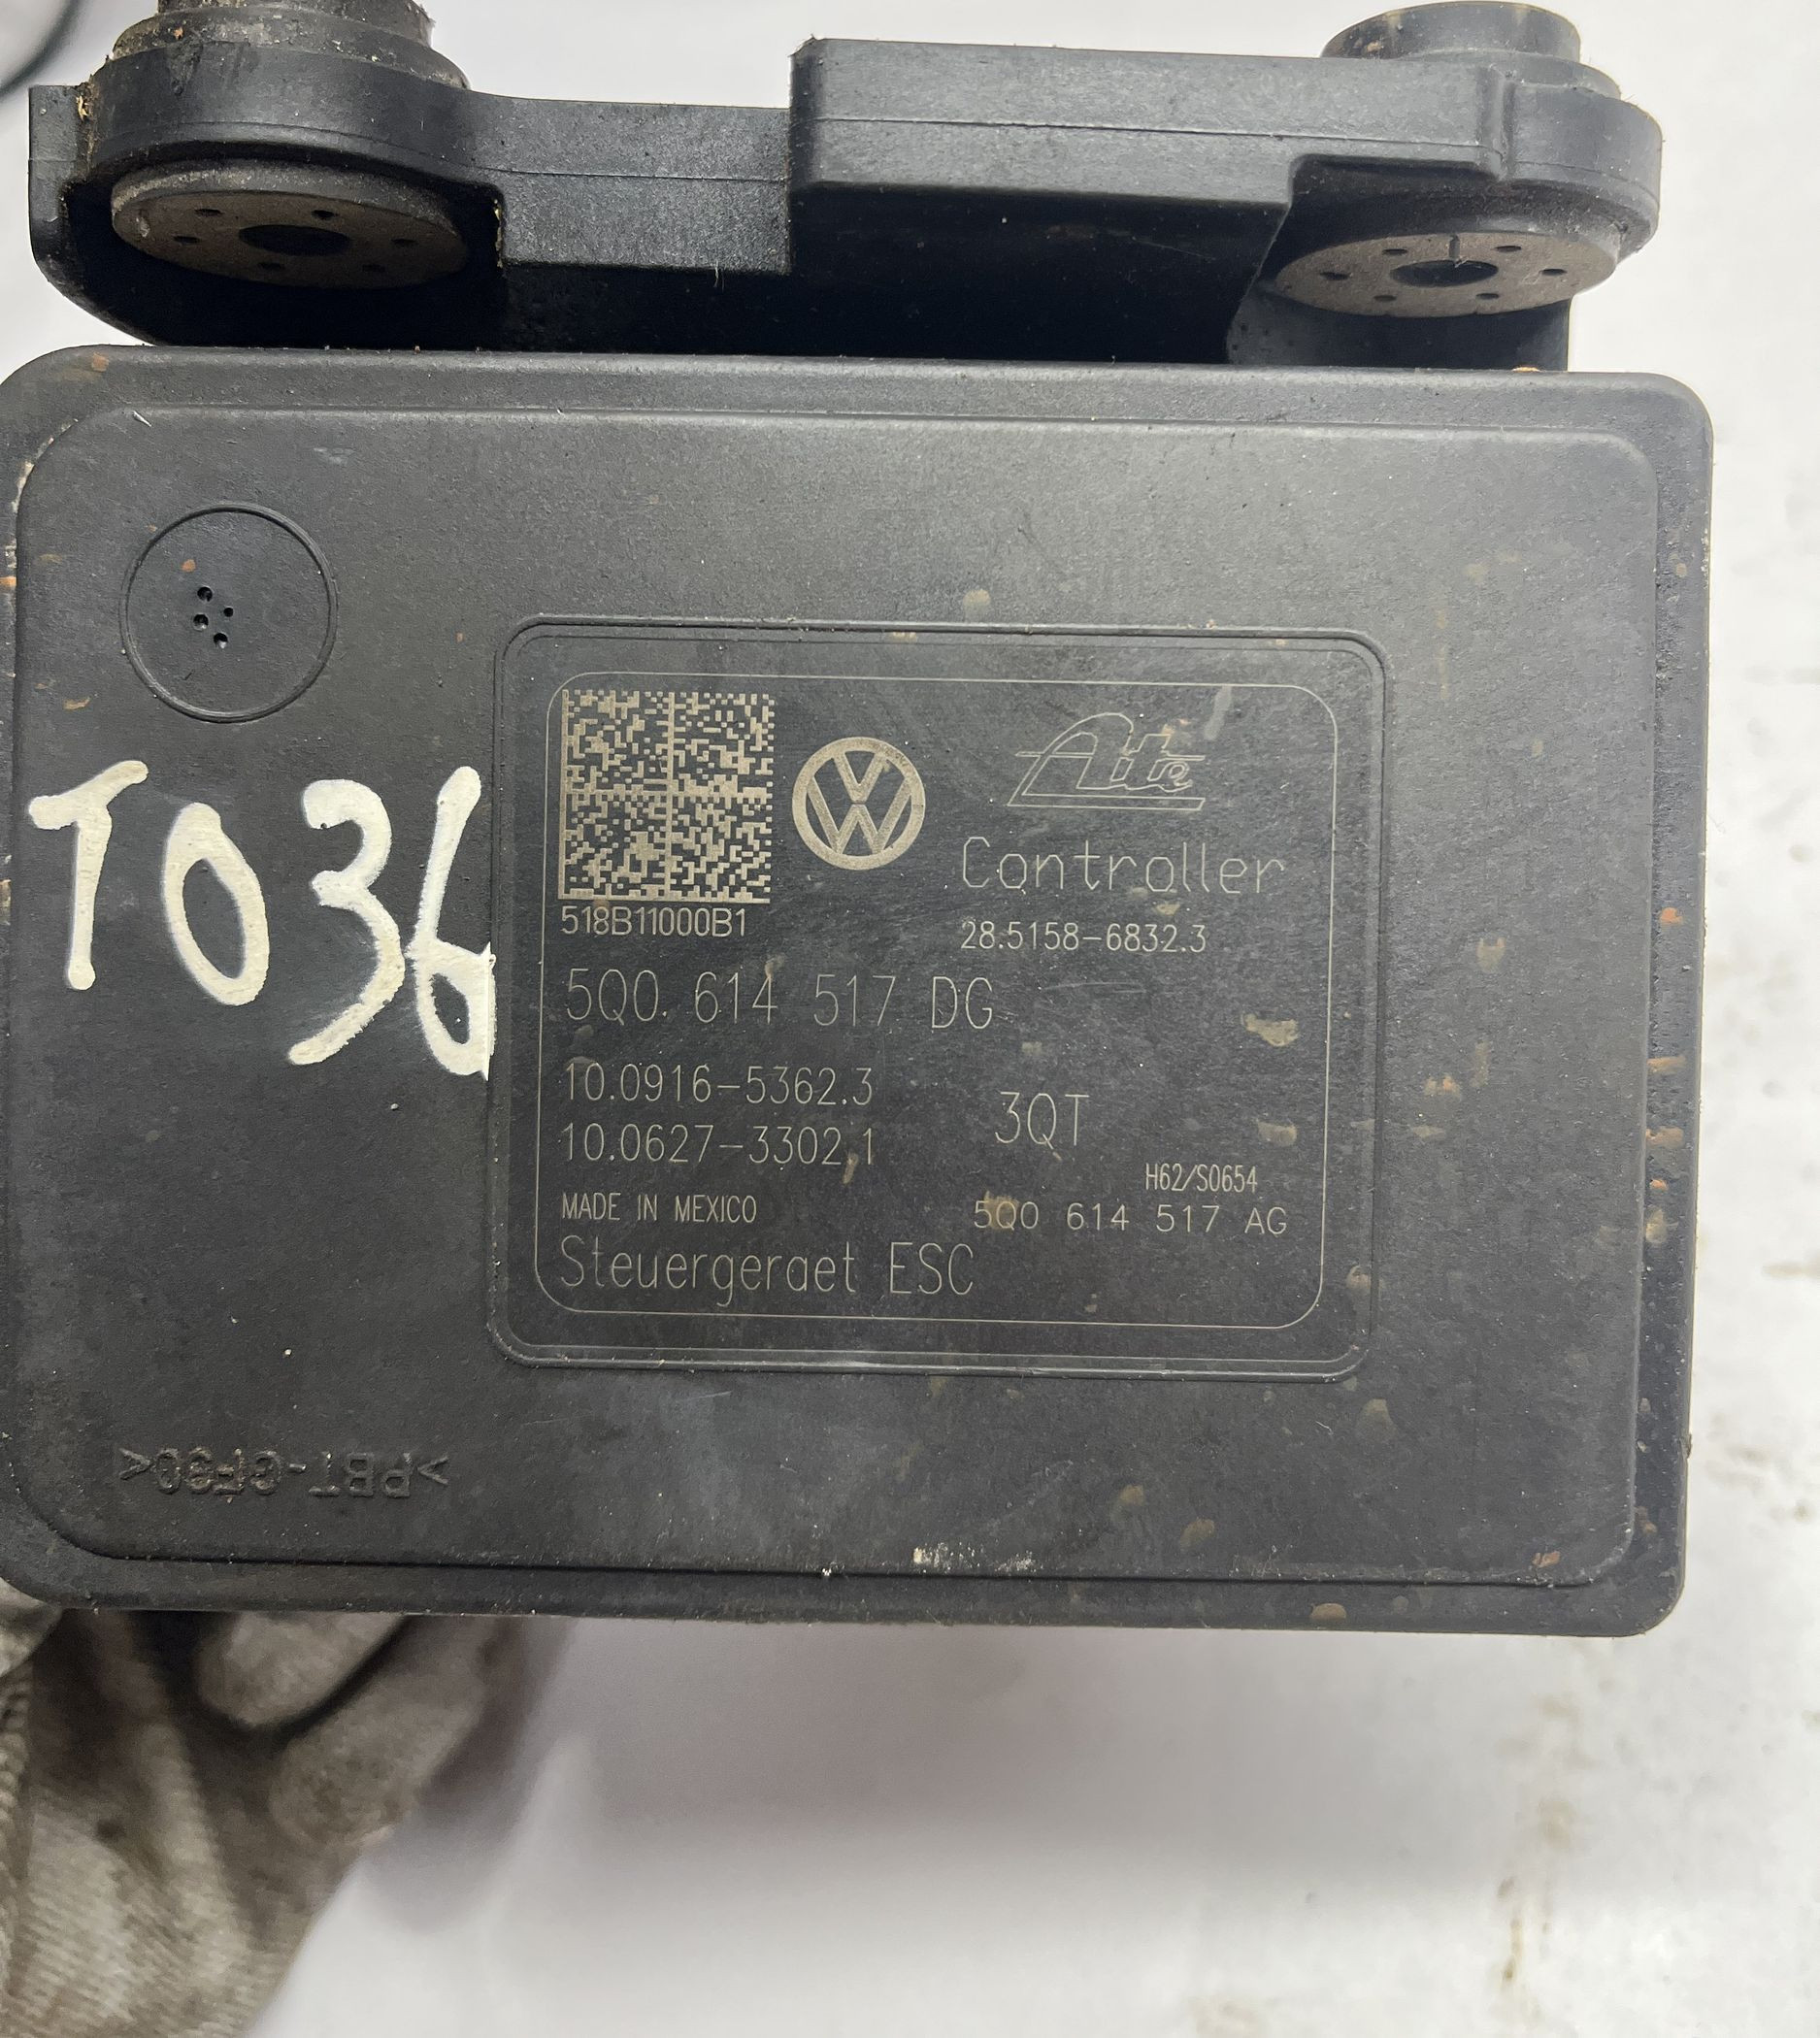 T036
Ate
Controller
518B11000B1
28.5158-6832.3
5Q0 614 517 DG
10.0916-5362.3
3QT
10.0627-3302.1
H62/S0654
MADE IN MEXICO
5Q0 614 517 AG
Steuergeraet ESC
>PBT-GF30<